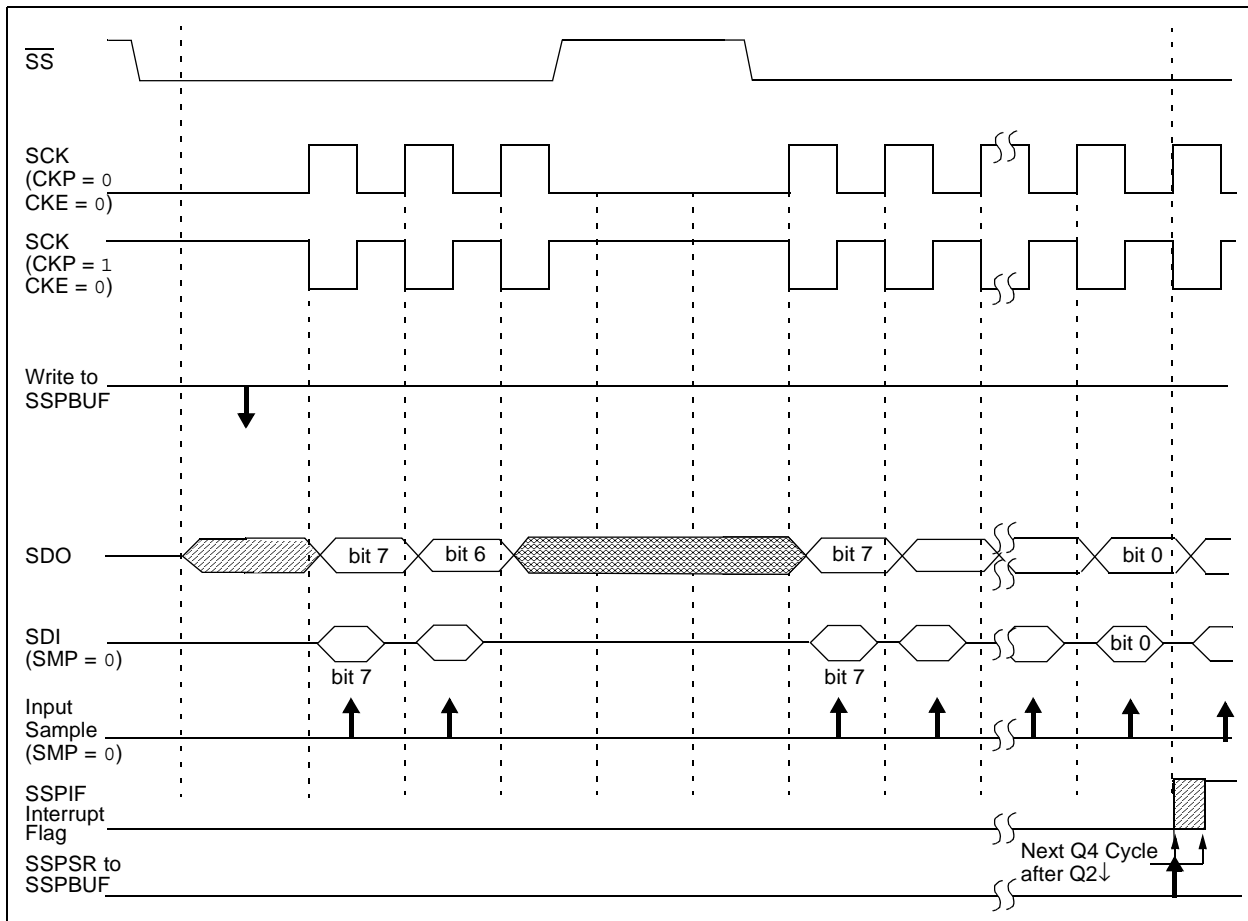 SS
SCK
(CKP = 0
CKE = 0)
SCK
(CKP = 1
CKE = 0)
Write to
SSPBUF
SDO
bit 7
bit 6
bit 7
bit 0
SDI
(SMP = 0)
bit 7
bit 7
bit 0
Input
Sample
(SMP = 0)
SSPIF
Interrupt
Flag
SSPSR to
SSPBUF
Next Q4 Cycle
after Q2↓